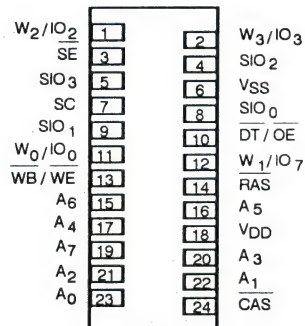 W2/IO2 1
2 W3/IO3
SE 3
4 SIO2
SIO3 5
6 VSS
SC 7
8 SIO0
SIO1 9
10 DT / OE
W0/IO0 11
12 W1/IO7
WB / WE 13
14 RAS
A6 15
16 A5
A4 17
18 VDD
A7 19
20 A3
A2 21
22 A1
A0 23
24 CAS